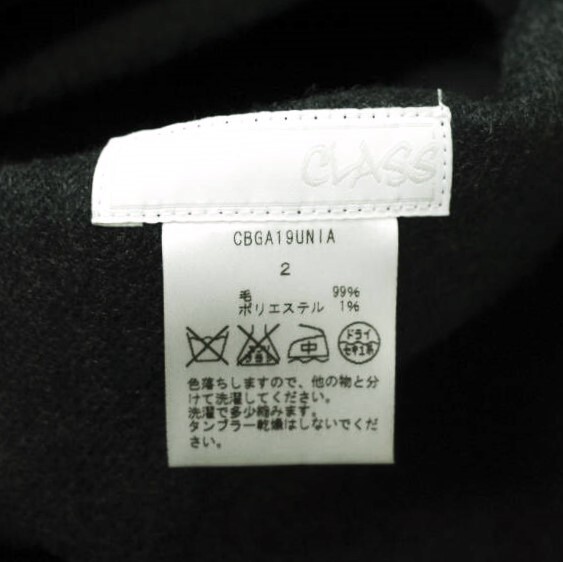 CLASS
CBGA19UNIA
2
毛 99%
ポリエステル 1%
中 ドライ
セキユ系
色落ちしますので、他の物と分
けて洗濯してください。
洗濯で多少縮みます。
タンブラー乾燥はしないでくだ
さい。